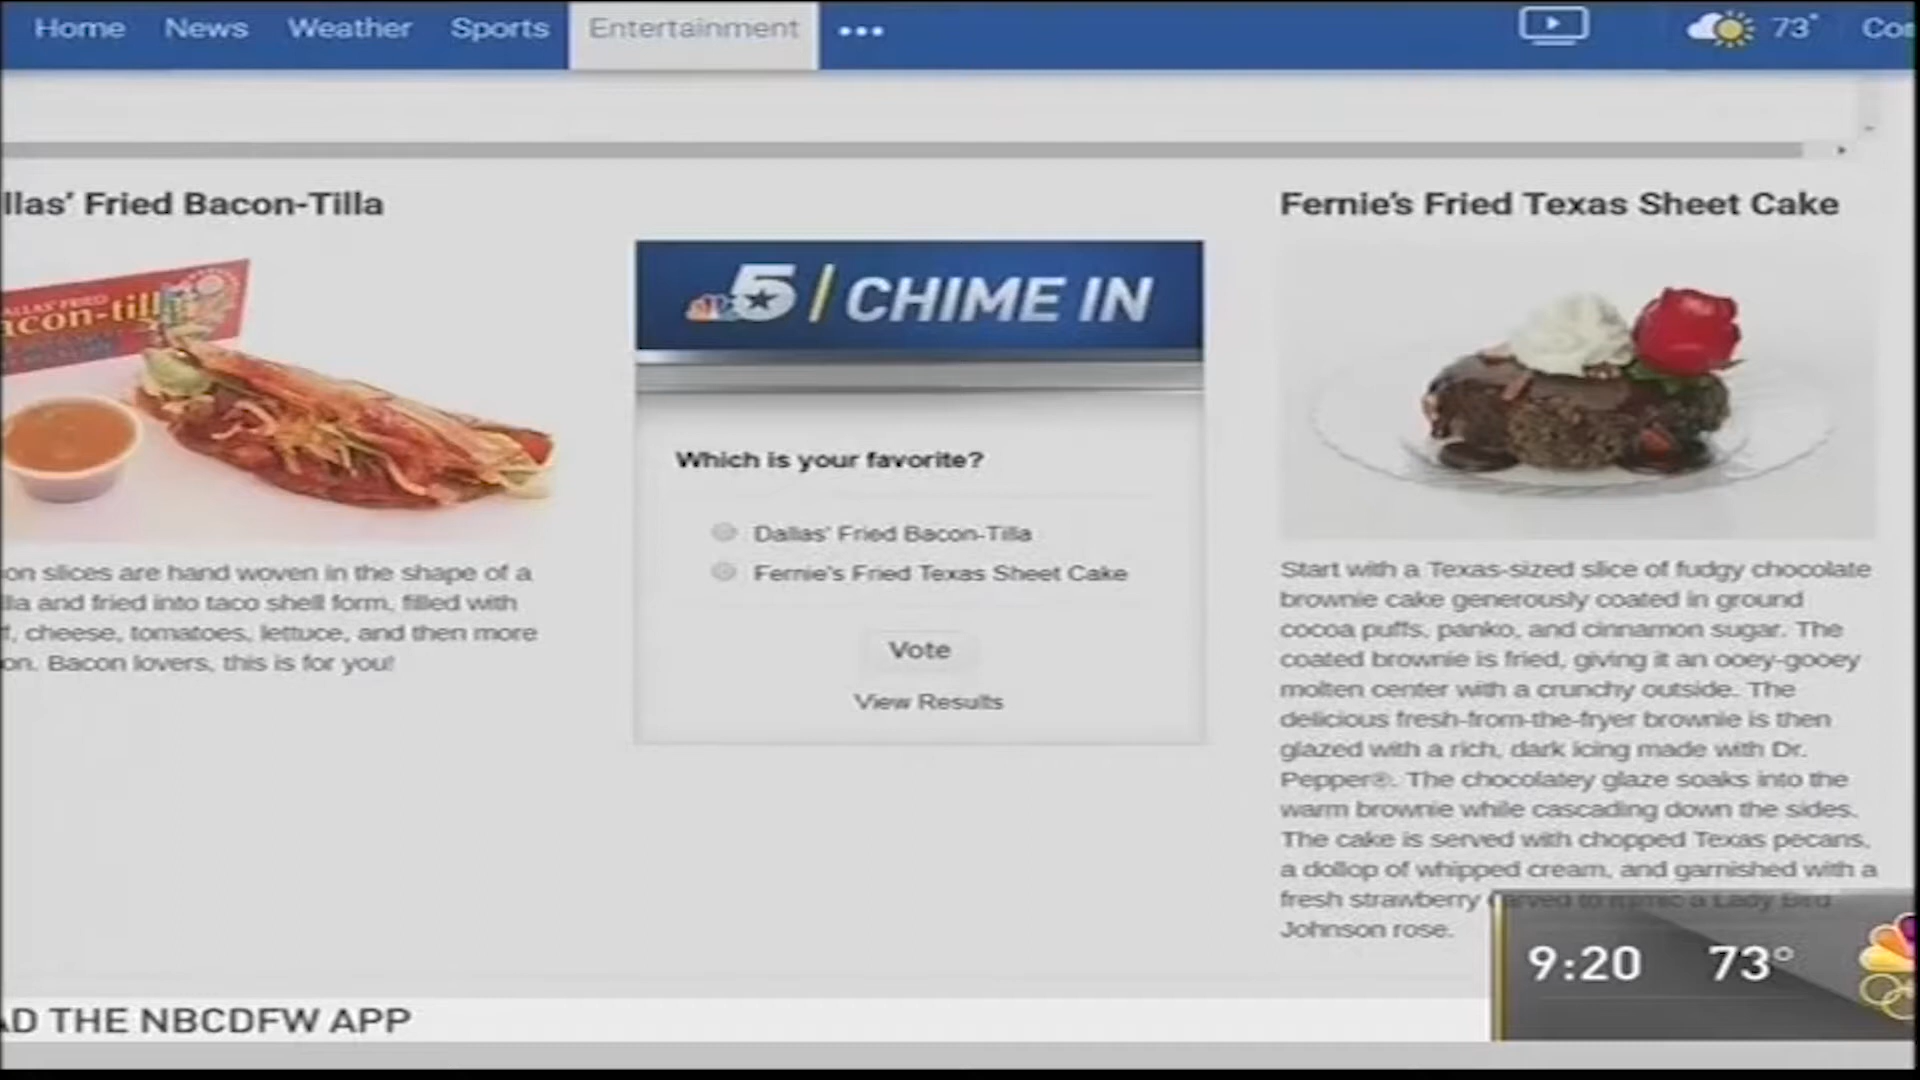 Home News Weather Sports Entertainment ••• 73° Co
llas' Fried Bacon-Tilla
on slices are hand woven in the shape of a
lla and fried into taco shell form, filled with
f, cheese, tomatoes, lettuce, and then more
on. Bacon lovers, this is for you!
5 / CHIME IN
Which is your favorite?
Dallas' Fried Bacon-Tilla
Fernie's Fried Texas Sheet Cake
Vote
View Results
Fernie's Fried Texas Sheet Cake
Start with a Texas-sized slice of fudgy chocolate
brownie cake generously coated in ground
cocoa puffs, panko, and cinnamon sugar. The
coated brownie is fried, giving it an ooey-gooey
molten center with a crunchy outside. The
delicious fresh-from-the-fryer brownie is then
glazed with a rich, dark icing made with Dr.
Pepper®. The chocolatey glaze soaks into the
warm brownie while cascading down the sides.
The cake is served with chopped Texas pecans,
a dollop of whipped cream, and garnished with a
fresh strawberry carved to mimic a Lady Bird
Johnson rose.
9:20 73°
AD THE NBCDFW APP